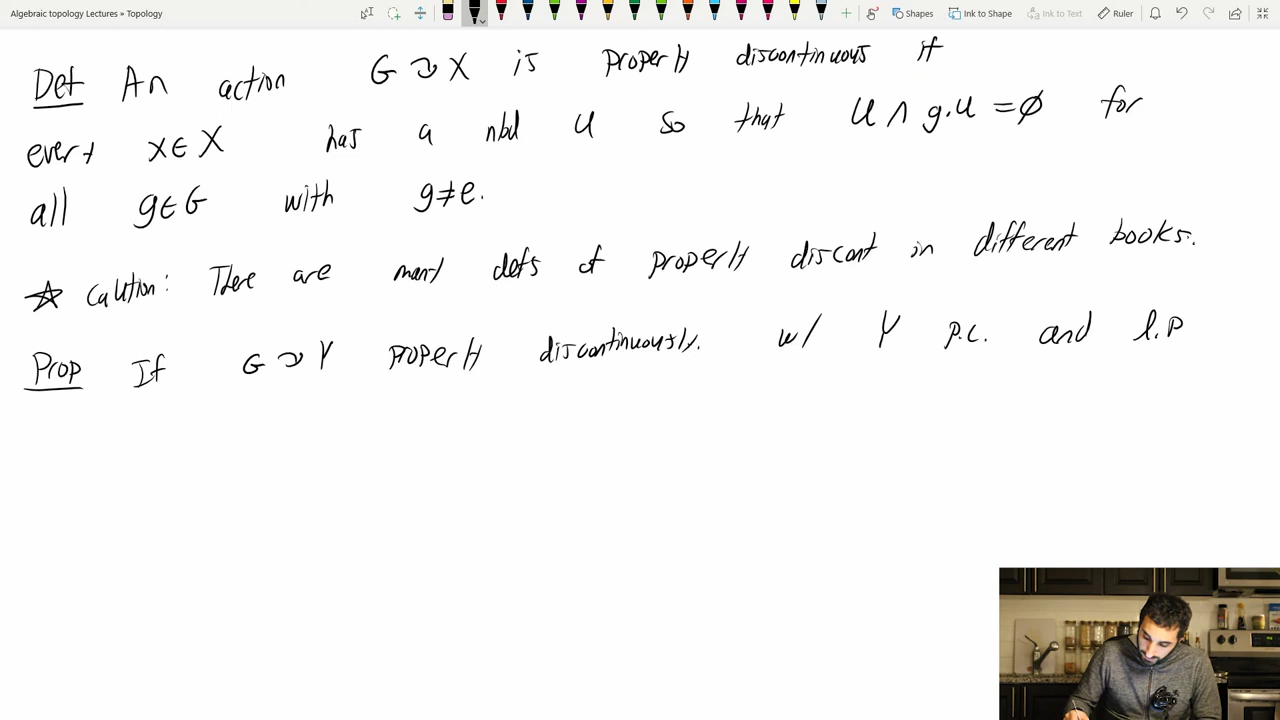 Algebraic topology Lectures » Topology
Shapes Ink to Shape Ink to Text Ruler
Def An action G ↷ X is properly discontinuous if
every x ∈ X has a nbd U so that U ∩ g.U = ∅ for
all g ∈ G with g ≠ e.
☆ Caution: There are many defs of properly discont in different books.
Prop If G ↷ Y properly discontinuously. w/ Y p.c. and l.p